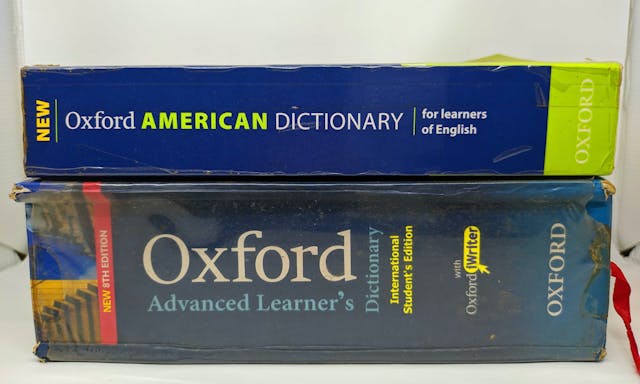 NEW
Oxford AMERICAN DICTIONARY
for learners
of English
OXFORD
NEW 8TH EDITION
Oxford
Advanced Learner's
Dictionary
International
Student's Edition
with
Oxford iWriter
OXFORD